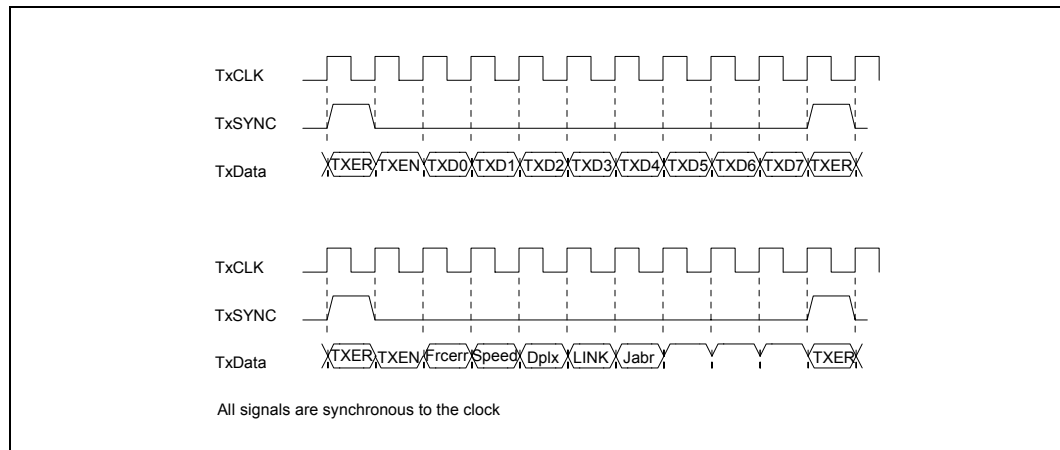 TxCLK
TxSYNC
TxData TXER TXEN TXD0 TXD1 TXD2 TXD3 TXD4 TXD5 TXD6 TXD7 TXER
TxCLK
TxSYNC
TxData TXER TXEN Frcerr Speed Dplx LINK Jabr TXER
All signals are synchronous to the clock